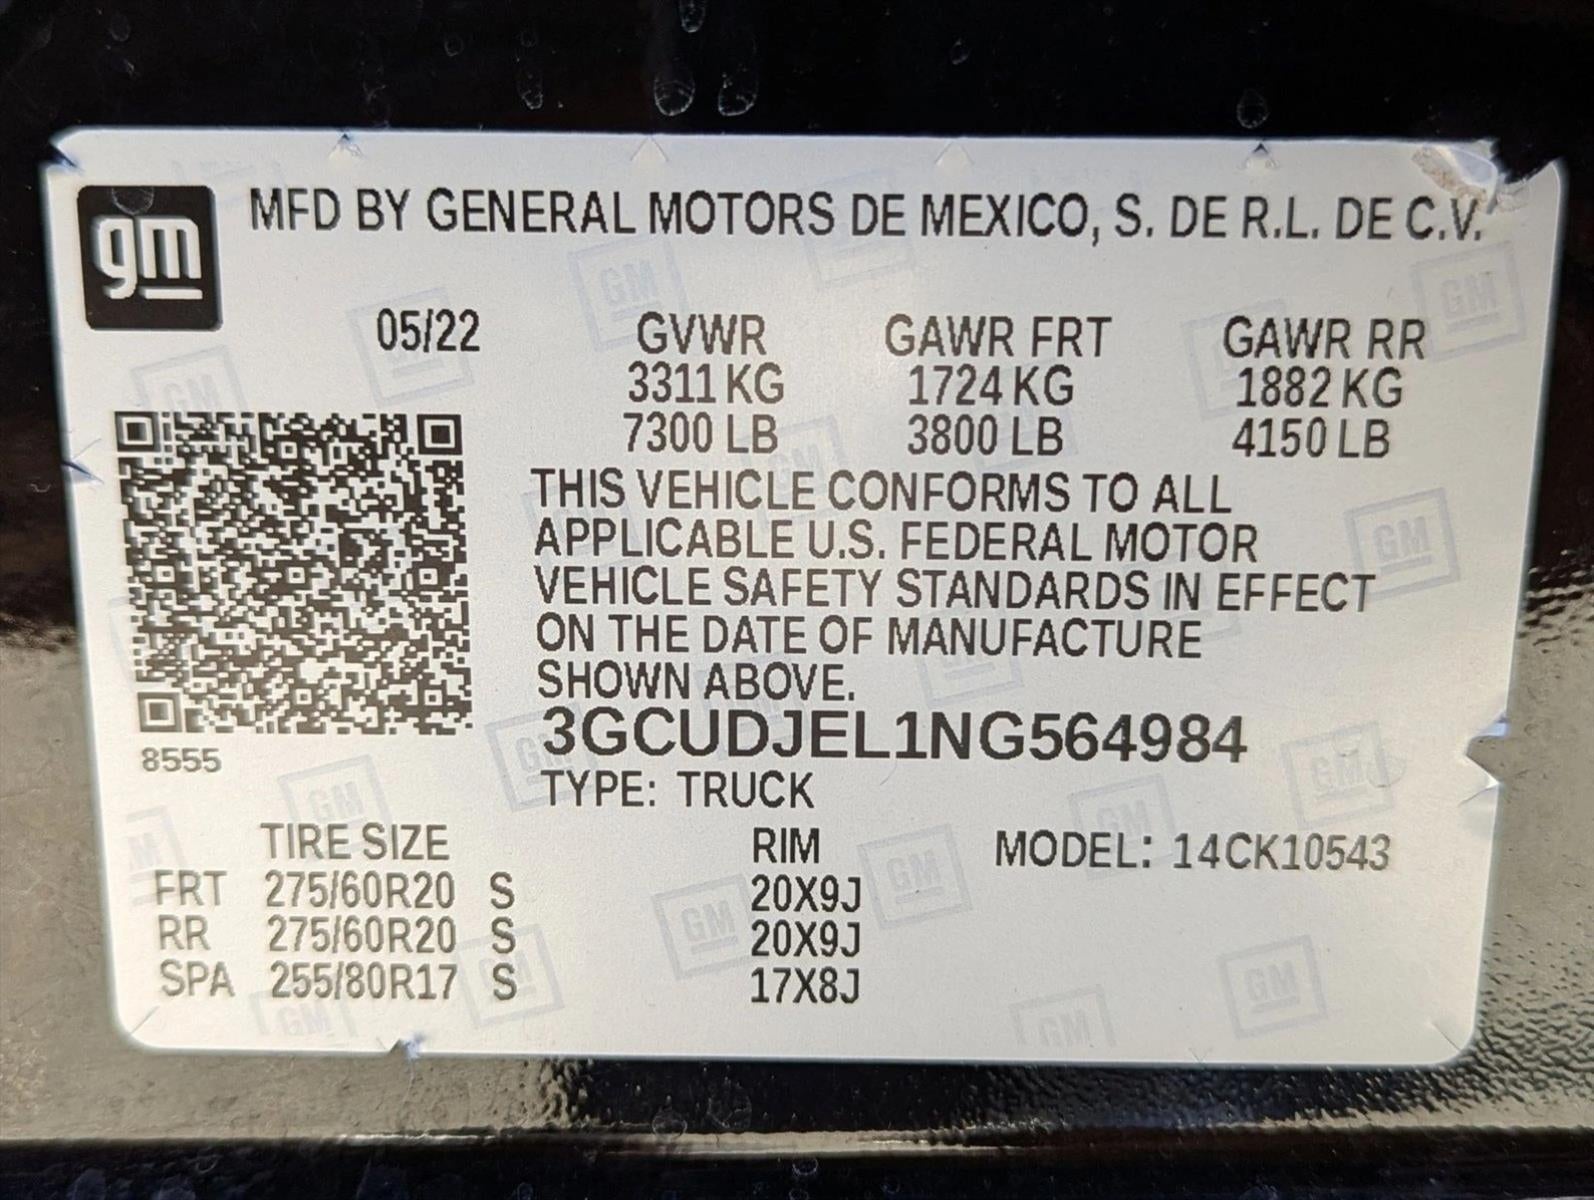 gm
MFD BY GENERAL MOTORS DE MEXICO, S. DE R.L. DE C.V.
05/22 GVWR GAWR FRT GAWR RR
3311 KG 1724 KG 1882 KG
7300 LB 3800 LB 4150 LB
THIS VEHICLE CONFORMS TO ALL
APPLICABLE U.S. FEDERAL MOTOR
VEHICLE SAFETY STANDARDS IN EFFECT
ON THE DATE OF MANUFACTURE
SHOWN ABOVE.
3GCUDJEL1NG564984
8555
TYPE: TRUCK
TIRE SIZE RIM MODEL: 14CK10543
FRT 275/60R20 S 20X9J
RR 275/60R20 S 20X9J
SPA 255/80R17 S 17X8J